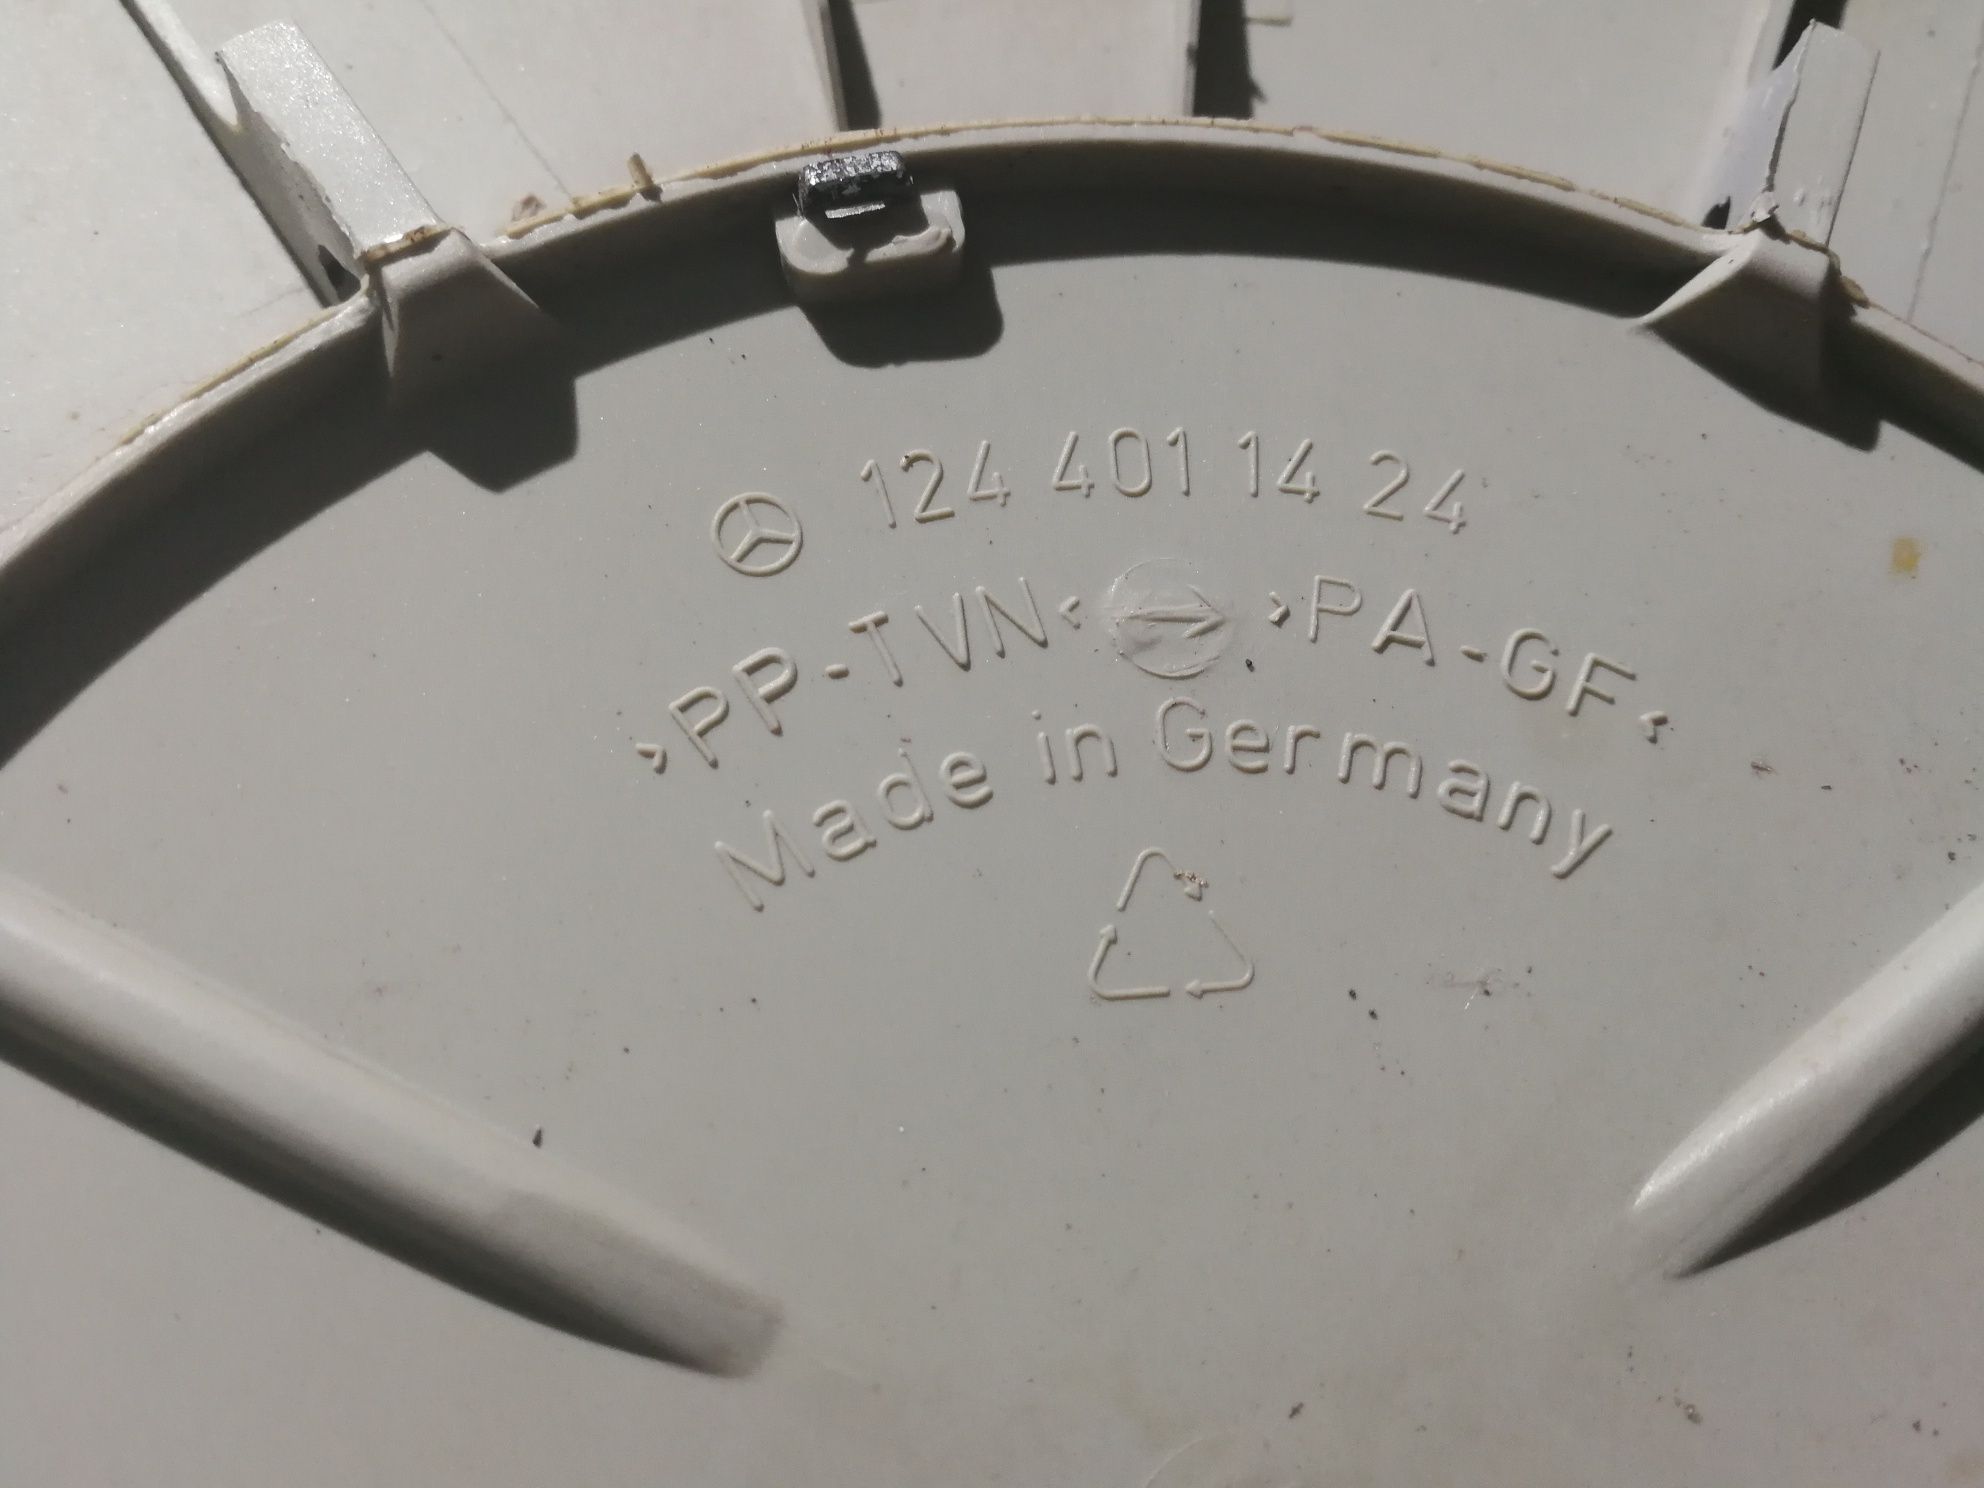 124 401 14 24
>PP-TVN< >PA-GF<
Made in Germany